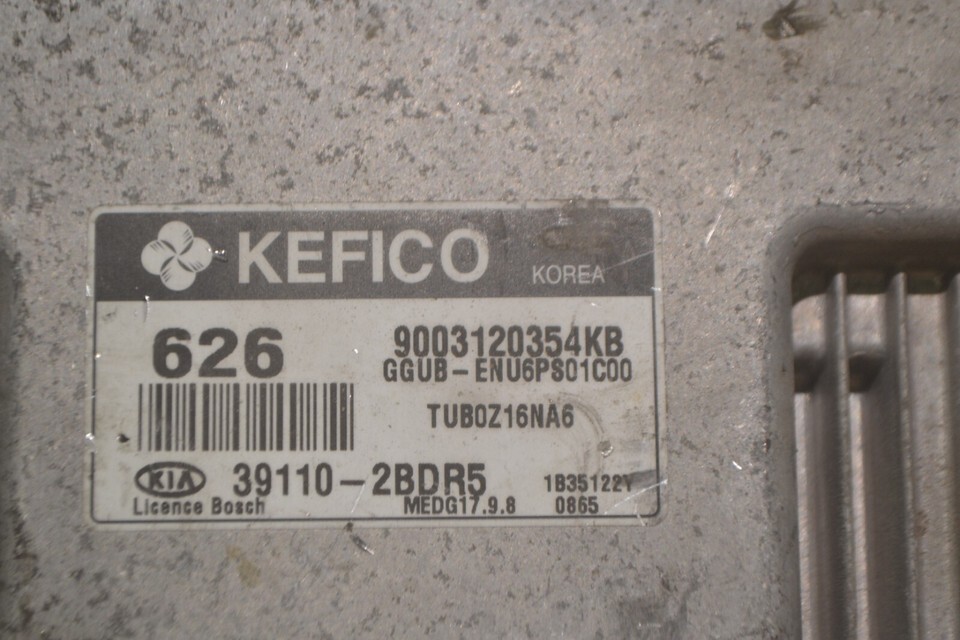 KEFICO KOREA
626
9003120354KB
GGUB-ENU6PS01C00
TUB0Z16NA6
KIA 39110-2BDR5 1B35122Y
Licence Bosch MEDG17.9.8 0865